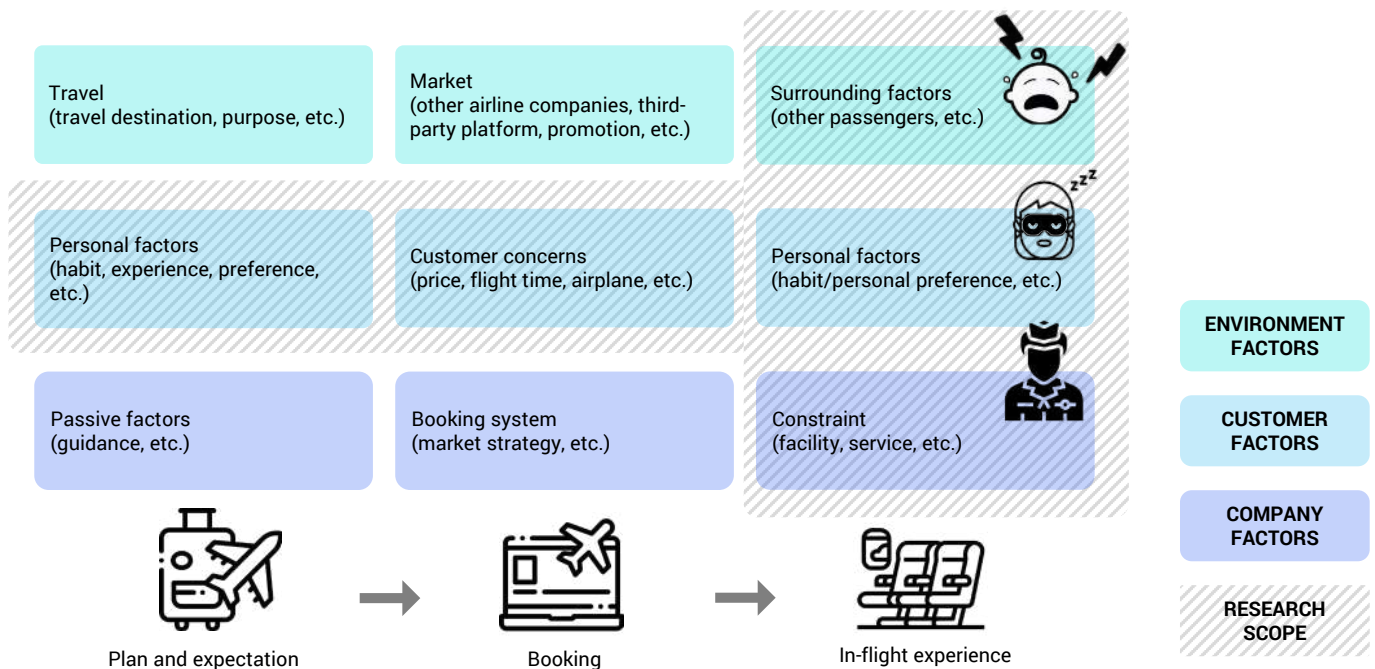 Travel
(travel destination, purpose, etc.)
Market
(other airline companies, third-
party platform, promotion, etc.)
Surrounding factors
(other passengers, etc.)
zzz
Personal factors
(habit, experience, preference,
etc.)
Customer concerns
(price, flight time, airplane, etc.)
Personal factors
(habit/personal preference, etc.)
Passive factors
(guidance, etc.)
Booking system
(market strategy, etc.)
Constraint
(facility, service, etc.)
Plan and expectation
Booking
In-flight experience
ENVIRONMENT
FACTORS
CUSTOMER
FACTORS
COMPANY
FACTORS
RESEARCH
SCOPE